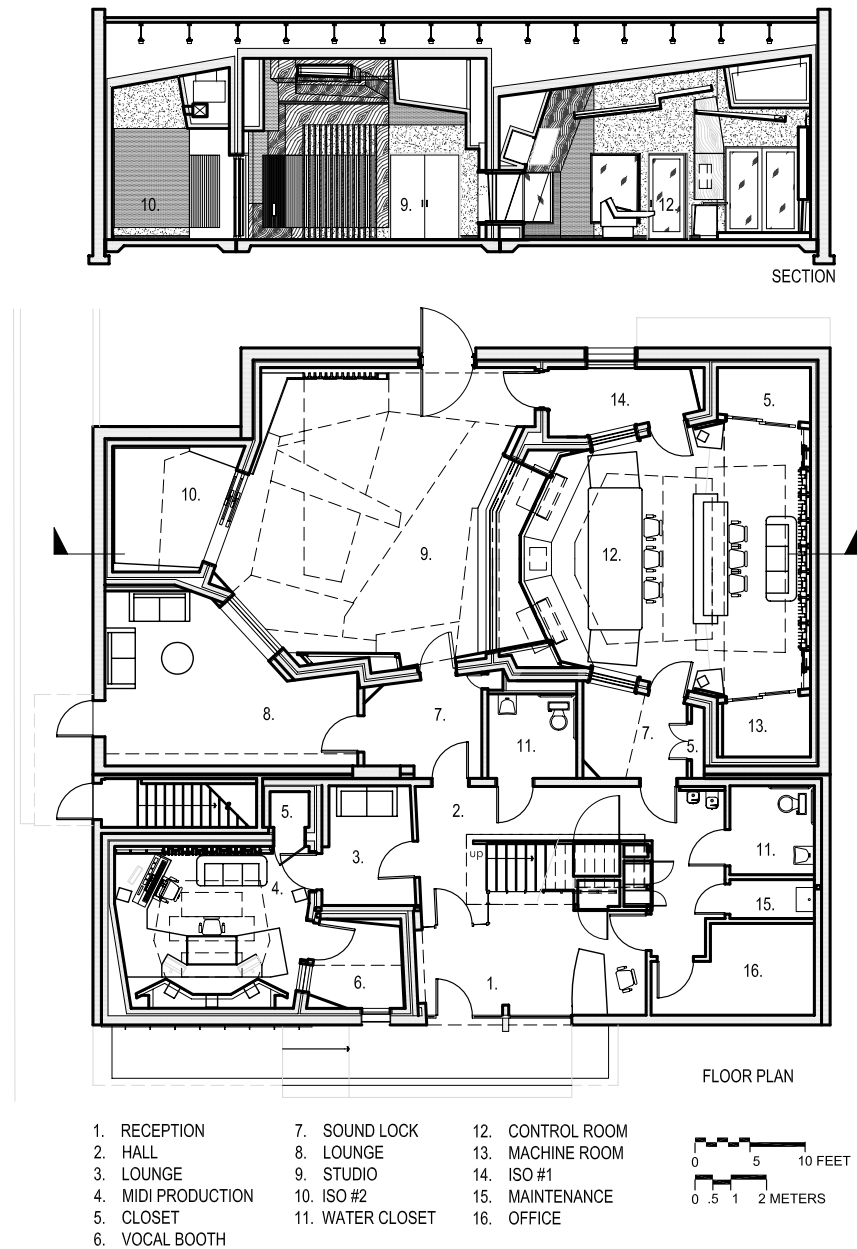 10.
9.
12.
SECTION
14.
5.
10.
9.
12.
8.
7.
11.
7.
5.
13.
5.
2.
3.
4.
up
11.
15.
6.
1.
16.
FLOOR PLAN
1. RECEPTION
2. HALL
3. LOUNGE
4. MIDI PRODUCTION
5. CLOSET
6. VOCAL BOOTH
7. SOUND LOCK
8. LOUNGE
9. STUDIO
10. ISO #2
11. WATER CLOSET
12. CONTROL ROOM
13. MACHINE ROOM
14. ISO #1
15. MAINTENANCE
16. OFFICE
0 5 10 FEET
0 .5 1 2 METERS